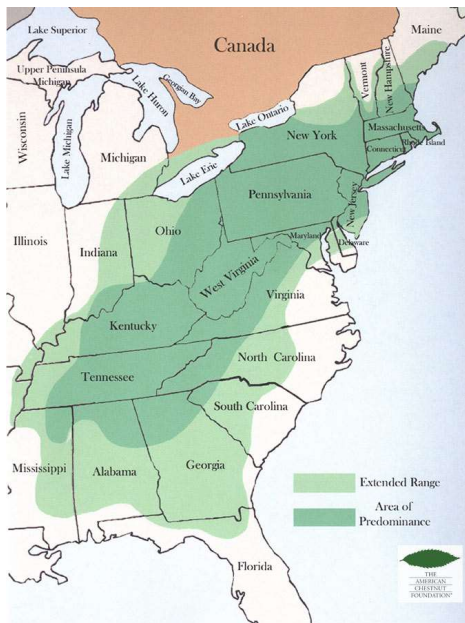 Lake Superior
Maine
Canada
Upper Peninsula
Michigan
Georgian Bay
Lake Huron
Vermont
New Hampshire
Wisconsin
Lake Michigan
Lake Ontario
Massachusetts
New York
Michigan
Connecticut
Rhode Island
Lake Erie
Pennsylvania
New Jersey
Ohio
Maryland
Delaware
Illinois
Indiana
West Virginia
Virginia
Kentucky
North Carolina
Tennessee
South Carolina
Mississippi
Alabama
Georgia
Extended Range
Area of
Predominance
Florida
THE
AMERICAN
CHESTNUT
FOUNDATION®